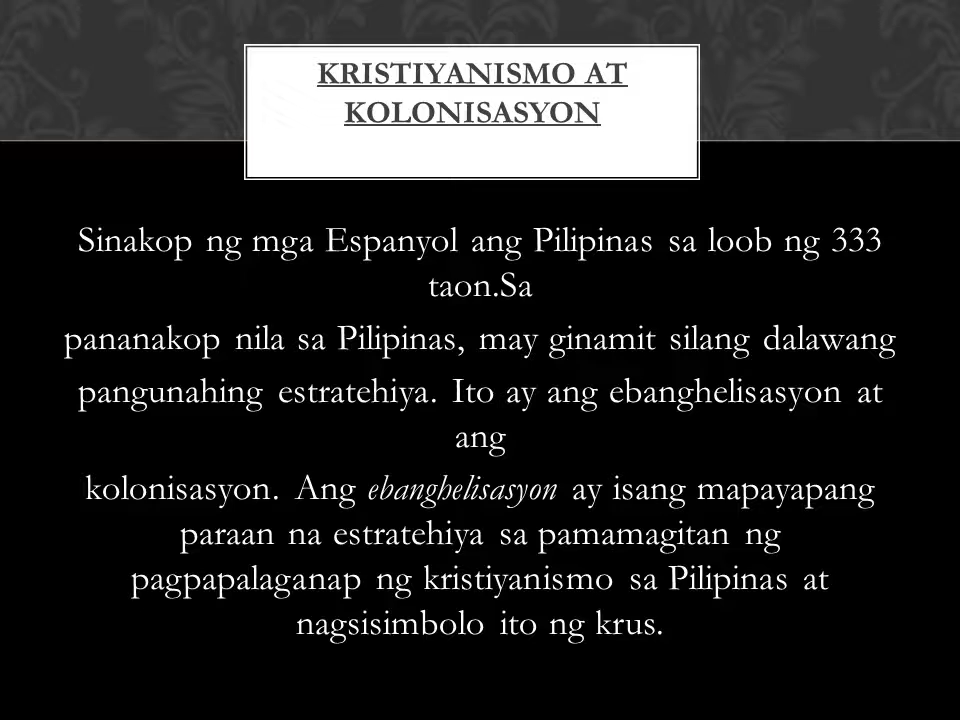 KRISTIYANISMO AT
KOLONISASYON
Sinakop ng mga Espanyol ang Pilipinas sa loob ng 333
taon.Sa
pananakop nila sa Pilipinas, may ginamit silang dalawang
pangunahing estratehiya. Ito ay ang ebanghelisasyon at
ang
kolonisasyon. Ang ebanghelisasyon ay isang mapayapang
paraan na estratehiya sa pamamagitan ng
pagpapalaganap ng kristiyanismo sa Pilipinas at
nagsisimbolo ito ng krus.